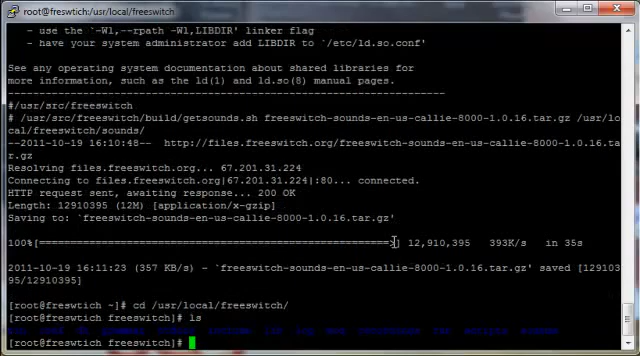 root@freswtich:/usr/local/freeswitch
- use the `-Wl,--rpath -Wl,LIBDIR' linker flag
- have your system administrator add LIBDIR to `/etc/ld.so.conf'
See any operating system documentation about shared libraries for
more information, such as the ld(1) and ld.so(8) manual pages.
----------------------------------------------------------------------
#/usr/src/freeswitch
# /usr/src/freeswitch/build/getsounds.sh freeswitch-sounds-en-us-callie-8000-1.0.16.tar.gz /usr/lo
cal/freeswitch/sounds/
--2011-10-19 16:10:48--  http://files.freeswitch.org/freeswitch-sounds-en-us-callie-8000-1.0.16.ta
r.gz
Resolving files.freeswitch.org... 67.201.31.224
Connecting to files.freeswitch.org|67.201.31.224|:80... connected.
HTTP request sent, awaiting response... 200 OK
Length: 12910395 (12M) [application/x-gzip]
Saving to: `freeswitch-sounds-en-us-callie-8000-1.0.16.tar.gz'
100%[====================================================>] 12,910,395   393K/s   in 35s
2011-10-19 16:11:23 (357 KB/s) - `freeswitch-sounds-en-us-callie-8000-1.0.16.tar.gz' saved [129103
95/12910395]
[root@freswtich ~]# cd /usr/local/freeswitch/
[root@freswtich freeswitch]# ls
[root@freswtich freeswitch]#